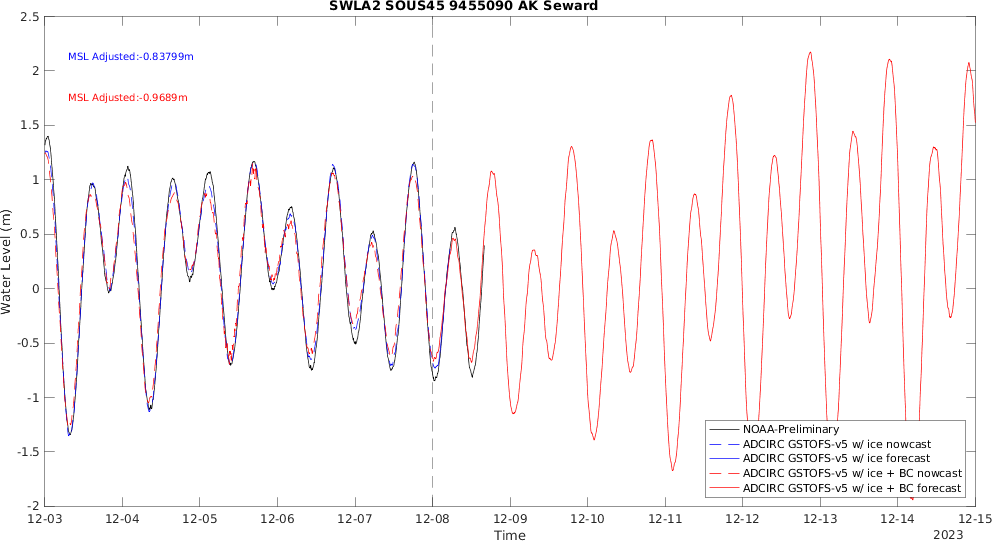 SWLA2 SOUS45 9455090 AK Seward
MSL Adjusted:-0.83799m
MSL Adjusted:-0.9689m
Water Level (m)
2.5
2
1.5
1
0.5
0
-0.5
-1
-1.5
-2
NOAA-Preliminary
ADCIRC GSTOFS-v5 w/ ice nowcast
ADCIRC GSTOFS-v5 w/ ice forecast
ADCIRC GSTOFS-v5 w/ ice + BC nowcast
ADCIRC GSTOFS-v5 w/ ice + BC forecast
12-03 12-04 12-05 12-06 12-07 12-08 12-09 12-10 12-11 12-12 12-13 12-14 12-15
Time
2023